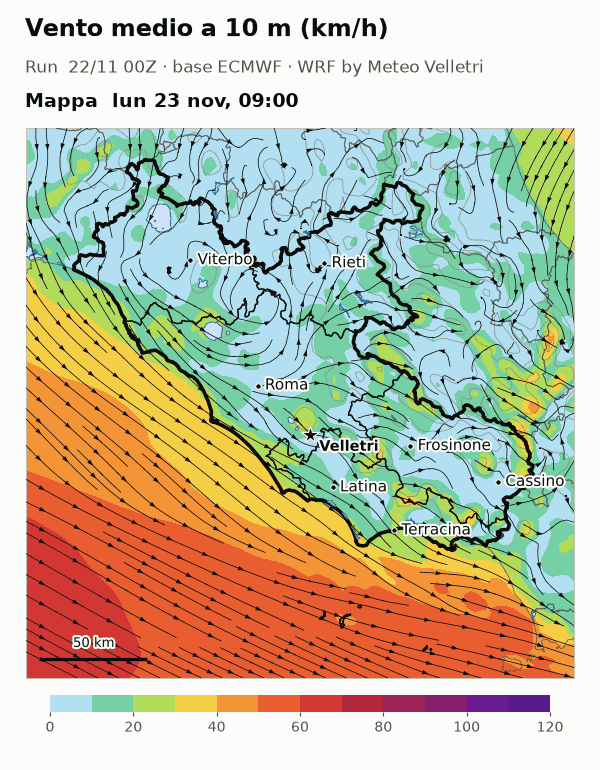 Vento medio a 10 m (km/h)
Run  22/11 00Z · base ECMWF · WRF by Meteo Velletri
Mappa  lun 23 nov, 09:00
Viterbo
Rieti
Roma
Velletri
Frosinone
Cassino
Latina
Terracina
50 km
0 20 40 60 80 100 120